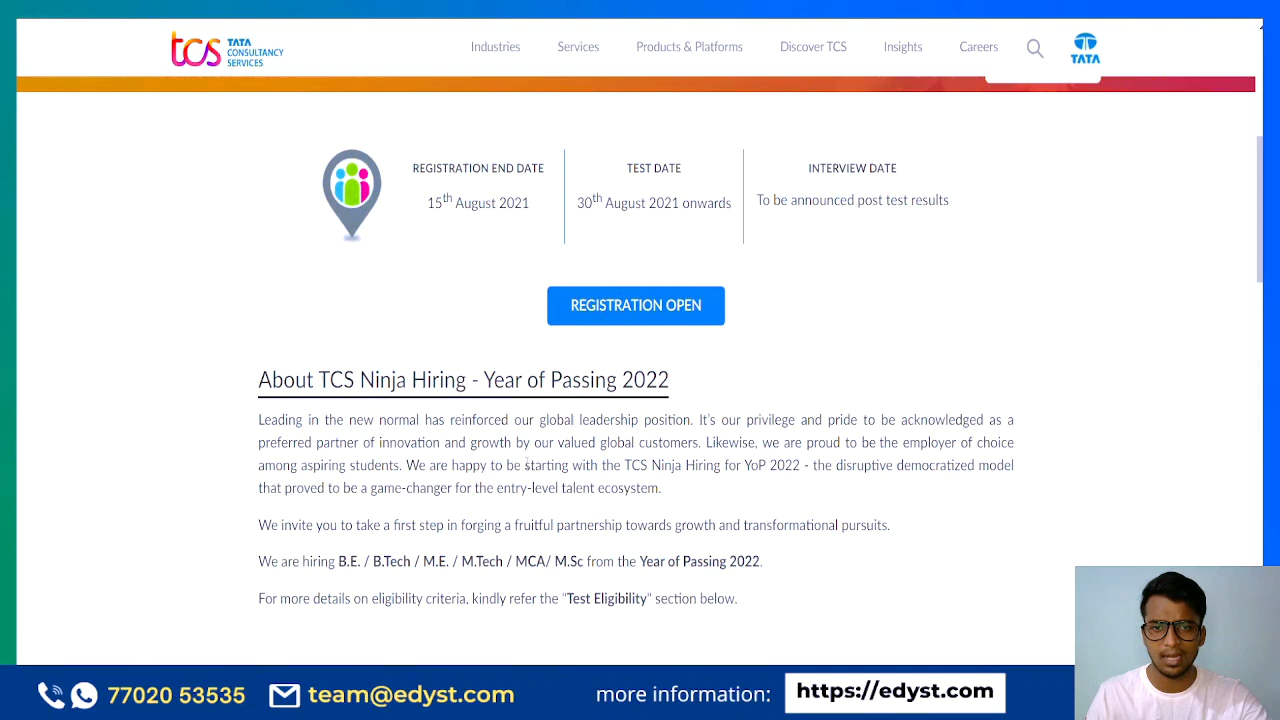 tcs TATA CONSULTANCY SERVICES
Industries Services Products & Platforms Discover TCS Insights Careers TATA
REGISTRATION END DATE TEST DATE INTERVIEW DATE
15th August 2021 30th August 2021 onwards To be announced post test results
REGISTRATION OPEN
About TCS Ninja Hiring - Year of Passing 2022
Leading in the new normal has reinforced our global leadership position. It's our privilege and pride to be acknowledged as a
preferred partner of innovation and growth by our valued global customers. Likewise, we are proud to be the employer of choice
among aspiring students. We are happy to be starting with the TCS Ninja Hiring for YoP 2022 - the disruptive democratized model
that proved to be a game-changer for the entry-level talent ecosystem.
We invite you to take a first step in forging a fruitful partnership towards growth and transformational pursuits.
We are hiring B.E. / B.Tech / M.E. / M.Tech / MCA/ M.Sc from the Year of Passing 2022.
For more details on eligibility criteria, kindly refer the "Test Eligibility" section below.
77020 53535 team@edyst.com more information: https://edyst.com